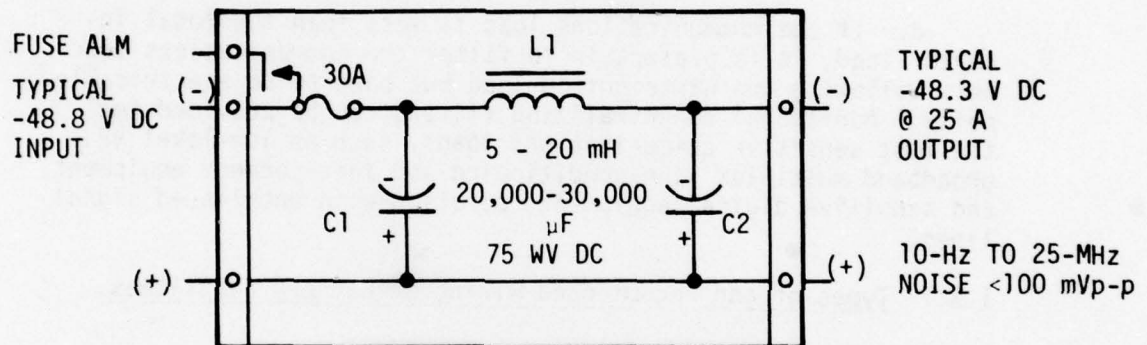 FUSE ALM
TYPICAL
-48.8 V DC
INPUT
(-)
(+)
30A
L1
5 - 20 mH
20,000-30,000
µF
75 WV DC
C1
+
-
C2
+
(-)
(+)
TYPICAL
-48.3 V DC
@ 25 A
OUTPUT
10-Hz TO 25-MHz
NOISE <100 mVp-p